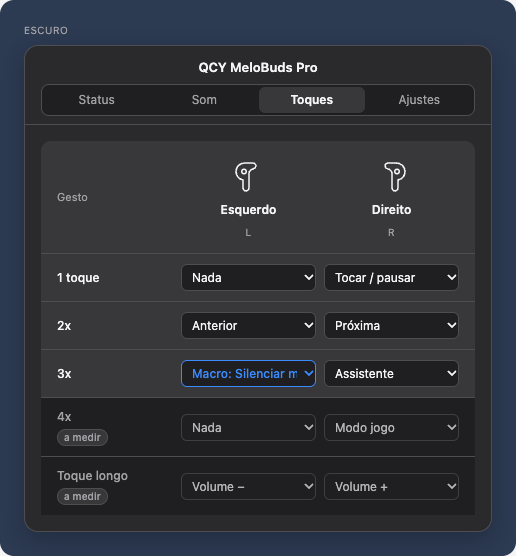 ESCURO
QCY MeloBuds Pro
Status Som Toques Ajustes
Gesto
Esquerdo Direito
L R
1 toque Nada Tocar / pausar
2x Anterior Próxima
3x Macro: Silenciar m Assistente
4x
a medir
Nada Modo jogo
Toque longo
a medir
Volume − Volume +